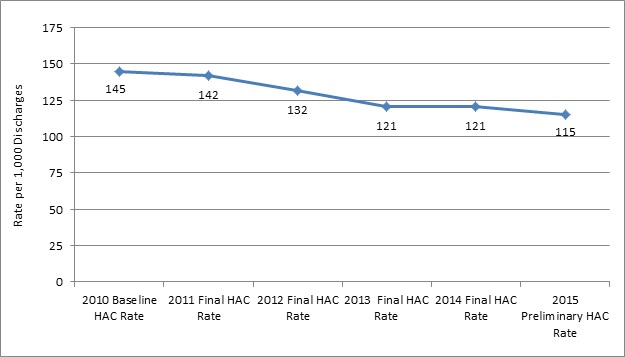 175
150
125
100
75
50
25
0
Rate per 1,000 Discharges
145
142
132
121
121
115
2010 Baseline
HAC Rate
2011 Final HAC
Rate
2012 Final HAC
Rate
2013 Final HAC
Rate
2014 Final HAC
Rate
2015
Preliminary HAC
Rate